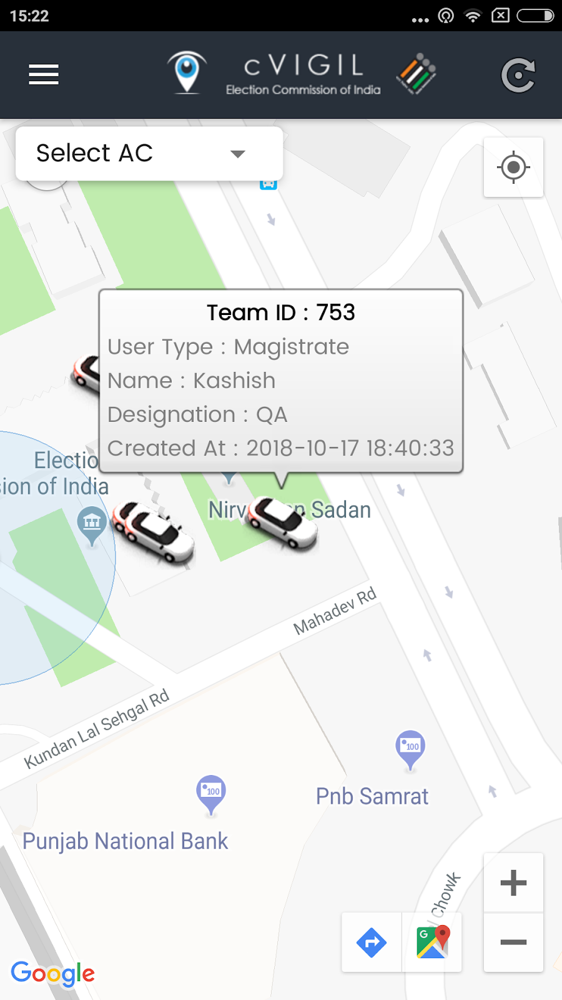 15:22
cVIGIL
Election Commission of India
Select AC
Team ID : 753
User Type : Magistrate
Name : Kashish
Designation : QA
Created At : 2018-10-17 18:40:33
Electio
sion of India
Nirv n Sadan
Mahadev Rd
Kundan Lal Sehgal Rd
100
Pnb Samrat
100
Punjab National Bank
l Chowk
G
Google